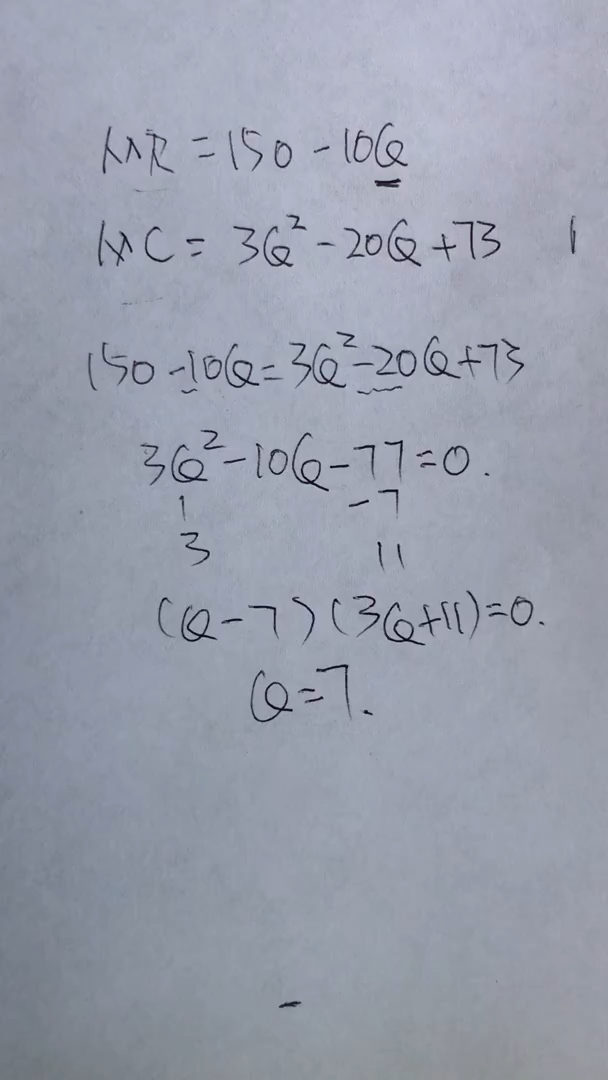 MR = 150 - 10Q
MC = 3Q² - 20Q + 73
150 - 10Q = 3Q² - 20Q + 73
3Q² - 10Q - 77 = 0.
1 -7
3 11
(Q - 7)(3Q + 11) = 0.
Q = 7.